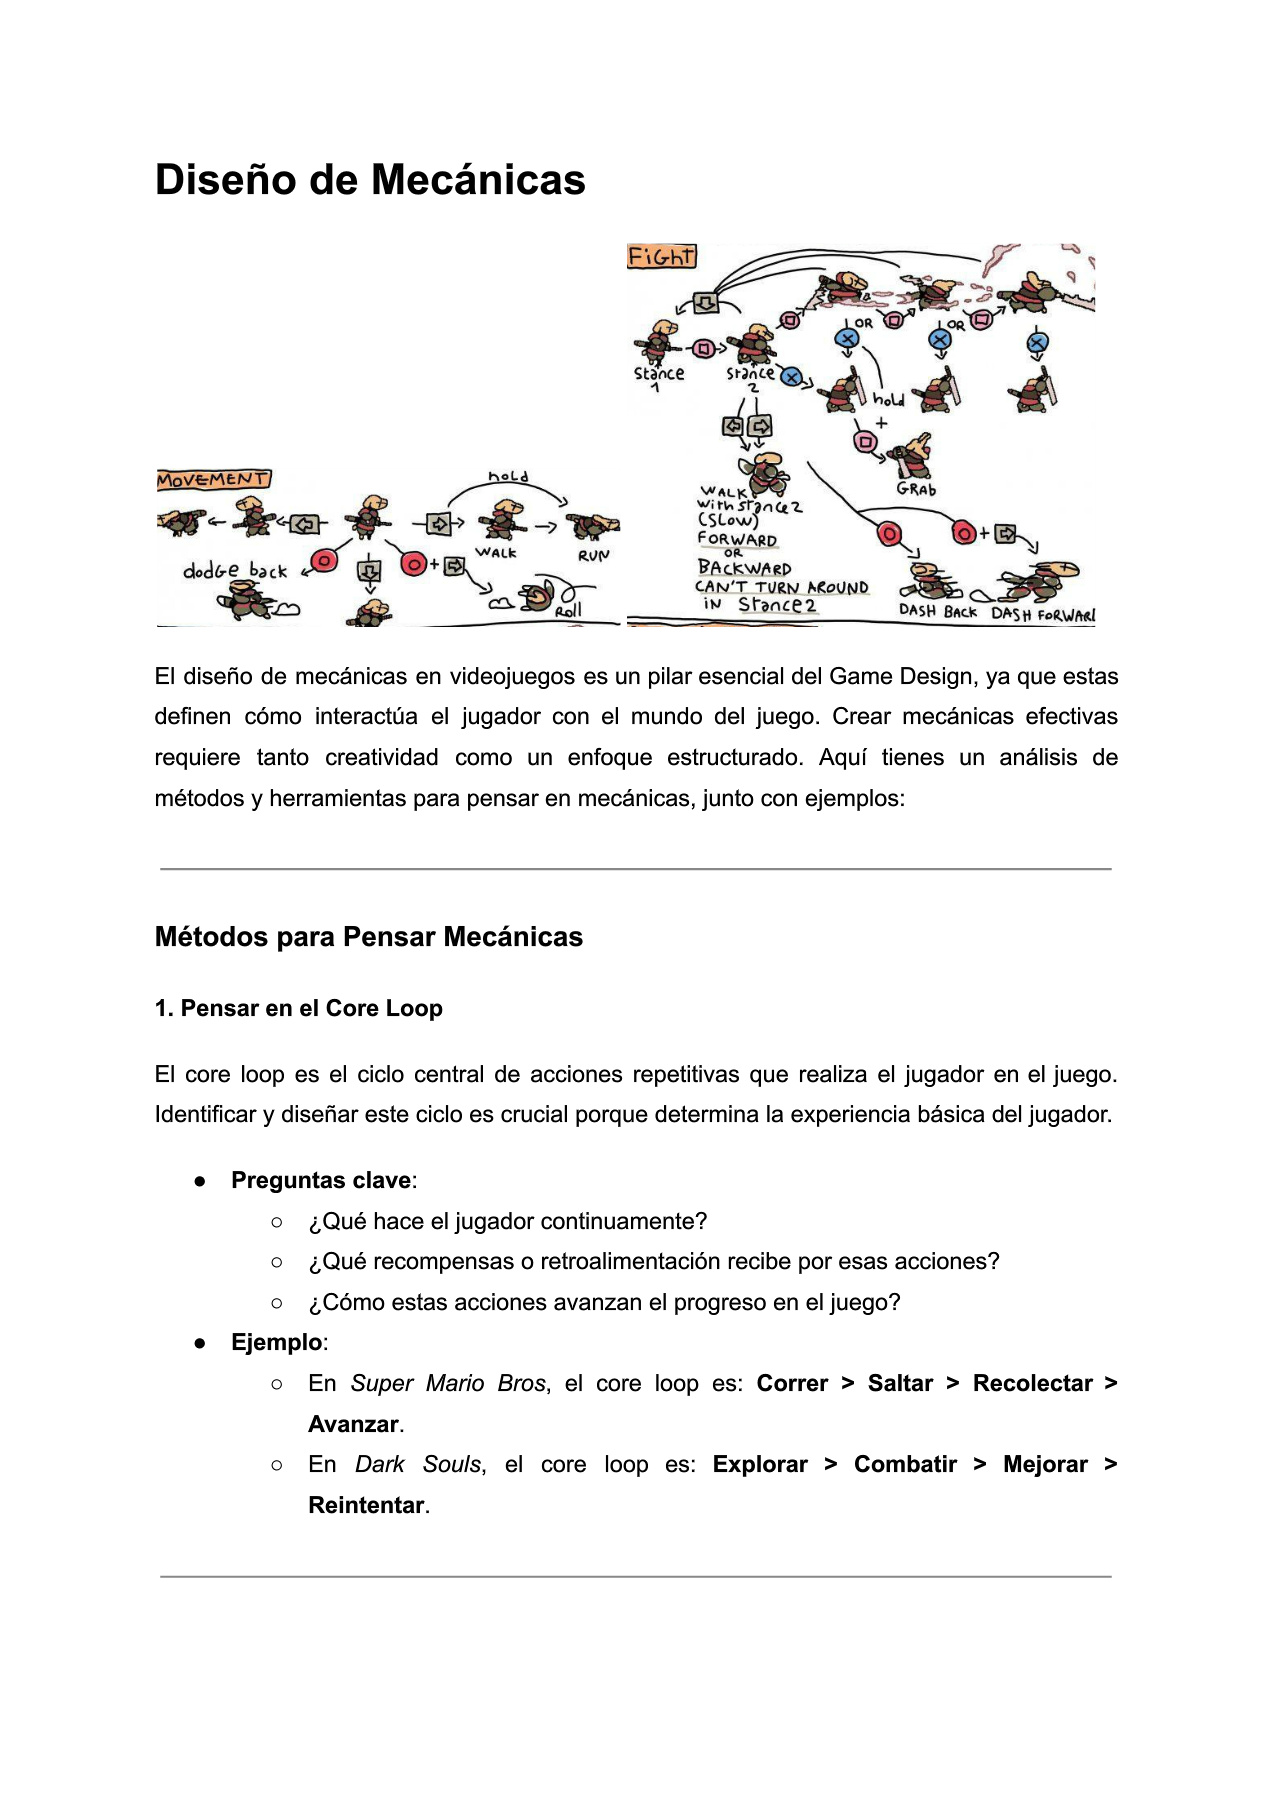 Diseño de Mecánicas
MOVEMENT
hold
WALK
RUN
dodge back
+
Roll
FIGHT
Stance
1
Stance
2
OR
OR
hold
+
GRAB
WALK
With Stance2
(SLOW)
FORWARD
OR
BACKWARD
CAN'T TURN AROUND
IN Stance2
+
DASH BACK
DASH FORWARD
El diseño de mecánicas en videojuegos es un pilar esencial del Game Design, ya que estas
definen cómo interactúa el jugador con el mundo del juego. Crear mecánicas efectivas
requiere tanto creatividad como un enfoque estructurado. Aquí tienes un análisis de
métodos y herramientas para pensar en mecánicas, junto con ejemplos:
Métodos para Pensar Mecánicas
1. Pensar en el Core Loop
El core loop es el ciclo central de acciones repetitivas que realiza el jugador en el juego.
Identificar y diseñar este ciclo es crucial porque determina la experiencia básica del jugador.
● Preguntas clave:
○ ¿Qué hace el jugador continuamente?
○ ¿Qué recompensas o retroalimentación recibe por esas acciones?
○ ¿Cómo estas acciones avanzan el progreso en el juego?
● Ejemplo:
○ En Super Mario Bros, el core loop es: Correr > Saltar > Recolectar >
Avanzar.
○ En Dark Souls, el core loop es: Explorar > Combatir > Mejorar >
Reintentar.